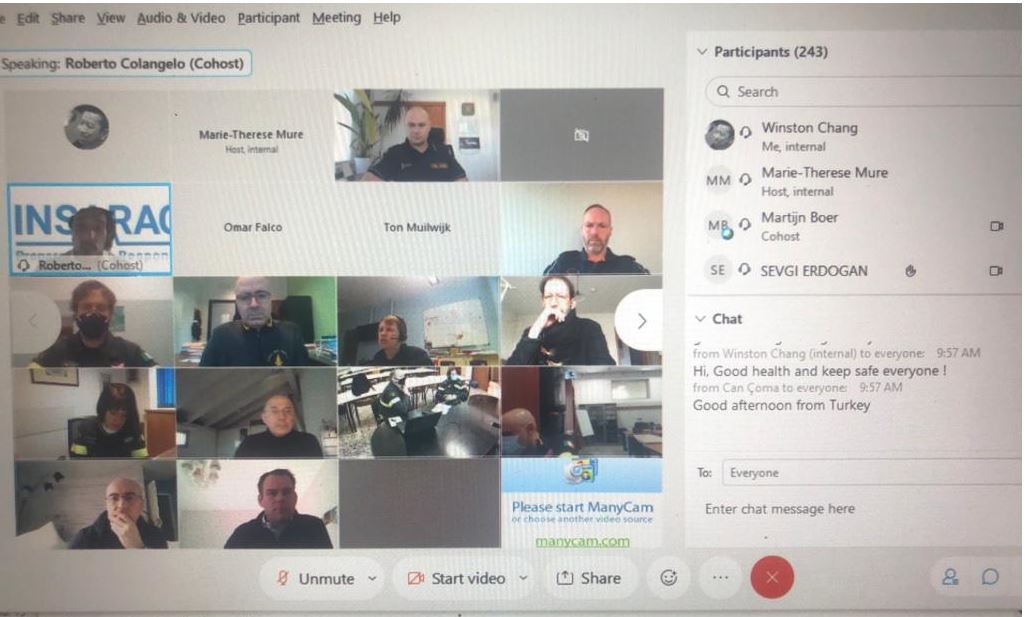 e Edit Share View Audio & Video Participant Meeting Help
Speaking: Roberto Colangelo (Cohost)
Marie-Therese Mure
Host, internal
INS RAG
Roberto... (Cohost)
Omar Falco
Ton Muilwijk
Please start ManyCam
or choose another video source
manycam.com
Participants (243)
Search
Winston Chang
Me, internal
MM
Marie-Therese Mure
Host, internal
MB
Martijn Boer
Cohost
SE
SEVGI ERDOGAN
Chat
from Winston Chang (internal) to everyone: 9:57 AM
Hi, Good health and keep safe everyone !
from Can Çoma to everyone: 9:57 AM
Good afternoon from Turkey
To: Everyone
Enter chat message here
Unmute
Start video
Share